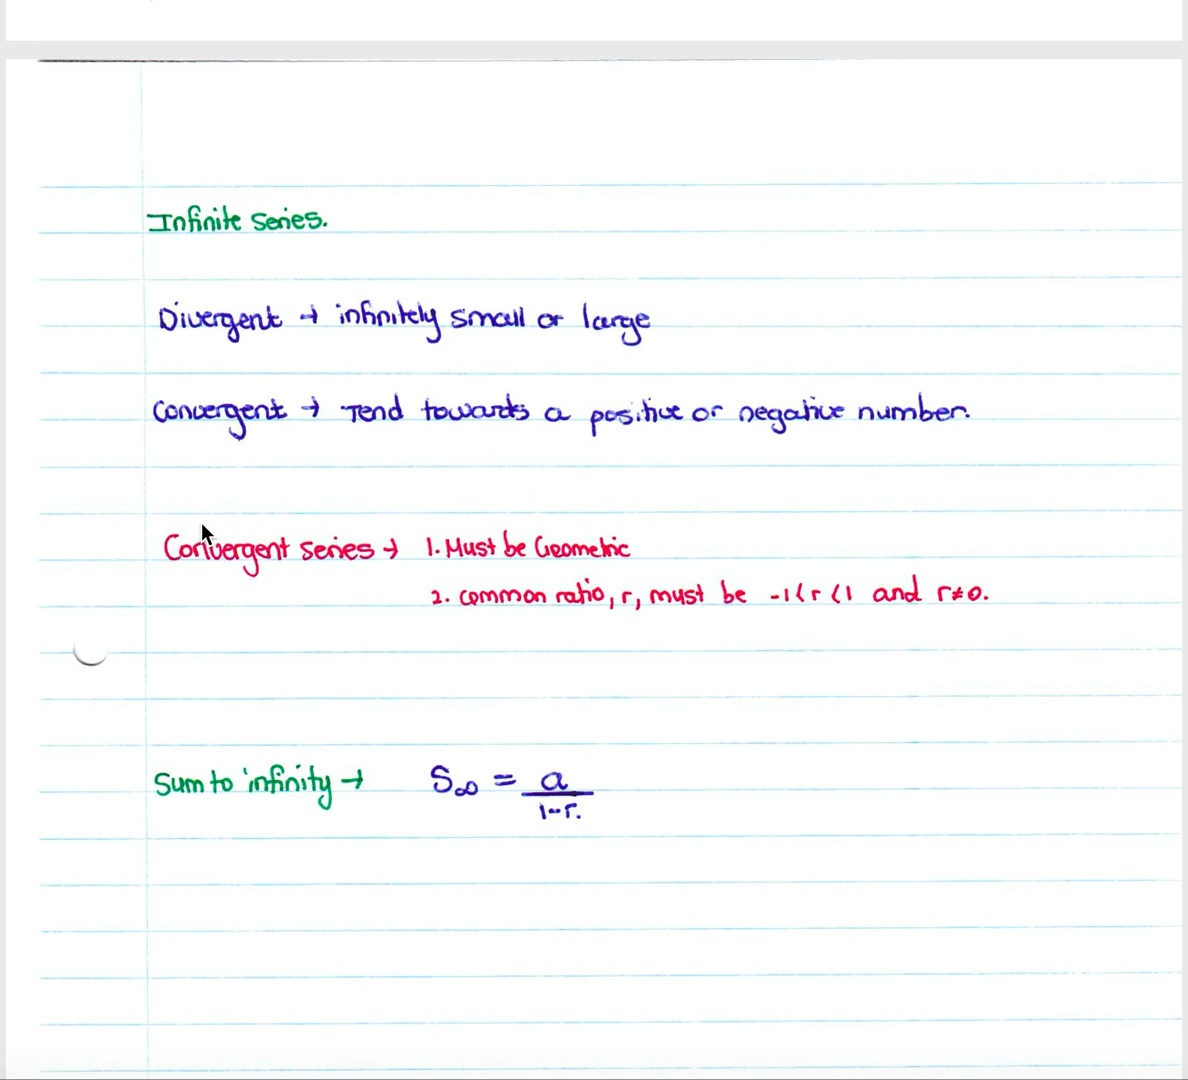 Infinite Series.
Divergent → infinitely small or large
Convergent → Tend towards a positive or negative number.
Convergent series → 1. Must be Geometric
2. common ratio, r, must be -1<r<1 and r≠0.
Sum to infinity → S∞ = a
1-r.